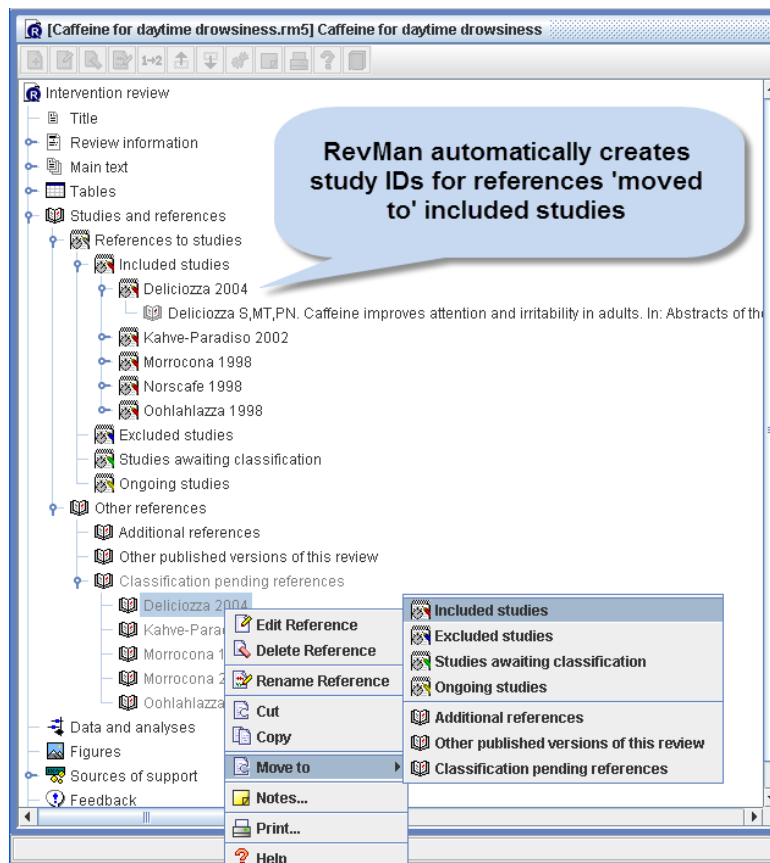 [Caffeine for daytime drowsiness.rm5] Caffeine for daytime drowsiness
1→2
Intervention review
Title
Review information
Main text
Tables
Studies and references
References to studies
Included studies
Deliciozza 2004
Deliciozza S,MT,PN. Caffeine improves attention and irritability in adults. In: Abstracts of the
Kahve-Paradiso 2002
Morrocona 1998
Norscafe 1998
Oohlahlazza 1998
Excluded studies
Studies awaiting classification
Ongoing studies
Other references
Additional references
Other published versions of this review
Classification pending references
Deliciozza 2004
Kahve-Para
Morrocona 1
Morrocona 2
Oohlahlazza
Data and analyses
Figures
Sources of support
Feedback
RevMan automatically creates
study IDs for references 'moved
to' included studies
Edit Reference
Delete Reference
Rename Reference
Cut
Copy
Move to
Notes...
Print...
Help
Included studies
Excluded studies
Studies awaiting classification
Ongoing studies
Additional references
Other published versions of this review
Classification pending references